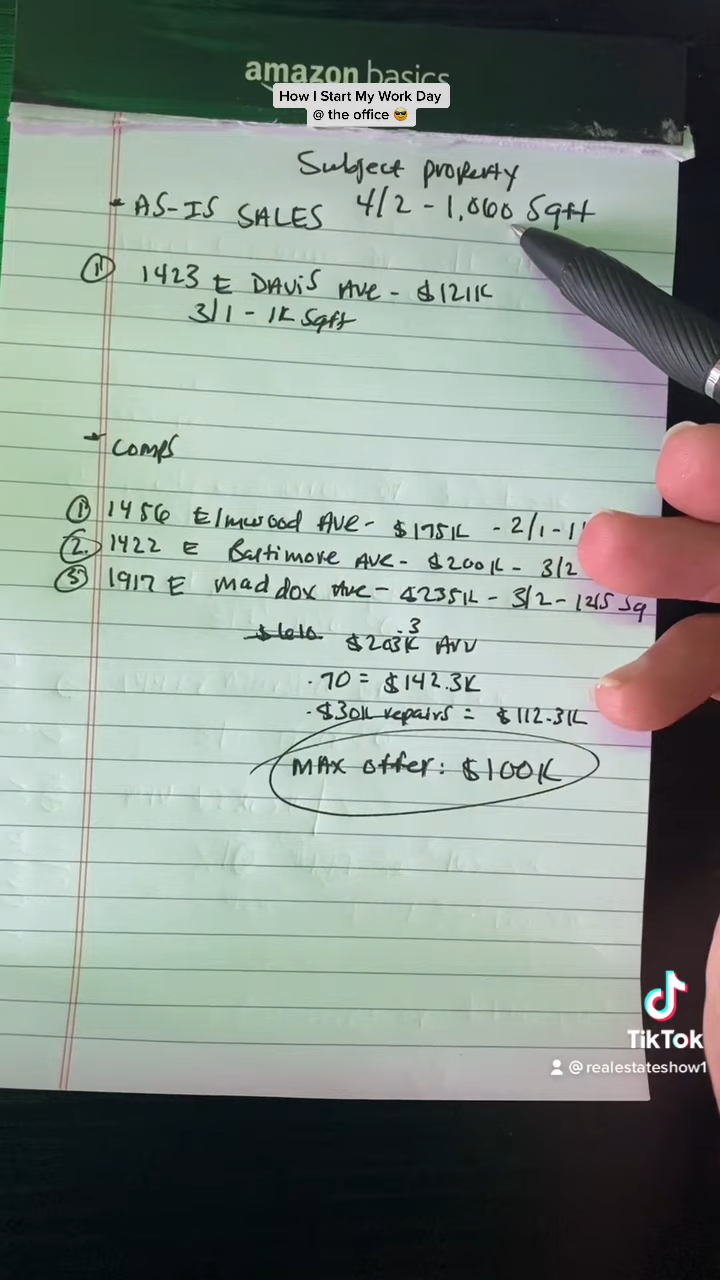 amazon basics
How I Start My Work Day
@ the office 😎
Subject property
- AS-IS SALES 4/2 - 1,060 Sqft
① 1423 E DAVIS AVE - $121K
3/1 - 1K Sqft
- COMPS
① 1456 Elmwood AVE - $175K - 2/1 - 1
② 1422 E Baltimore AVE - $200K - 3/2
③ 1917 E maddox AVE - $235K - 3/2 - 1215 Sq
$203.3K ARV
.70 = $142.3K
- $30K repairs = $112.3K
MAX offer: $100K
TikTok
@realestateshow1